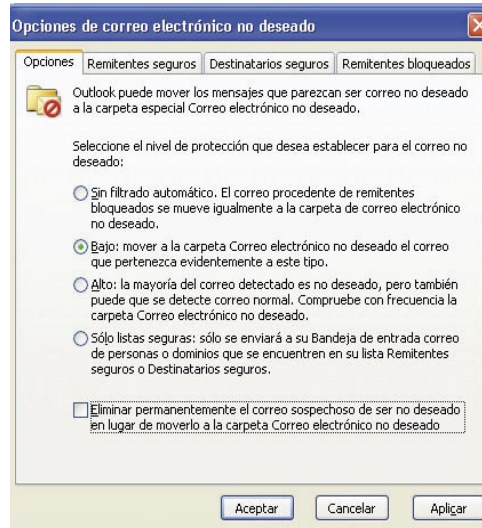 Opciones de correo electrónico no deseado
Opciones
Remitentes seguros
Destinatarios seguros
Remitentes bloqueados
Outlook puede mover los mensajes que parezcan ser correo no deseado
a la carpeta especial Correo electrónico no deseado.
Seleccione el nivel de protección que desea establecer para el correo no
deseado:
Sin filtrado automático. El correo procedente de remitentes
bloqueados se mueve igualmente a la carpeta de correo electrónico
no deseado.
Bajo: mover a la carpeta Correo electrónico no deseado el correo
que pertenezca evidentemente a este tipo.
Alto: la mayoría del correo detectado es no deseado, pero también
puede que se detecte correo normal. Compruebe con frecuencia la
carpeta Correo electrónico no deseado.
Sólo listas seguras: sólo se enviará a su Bandeja de entrada correo
de personas o dominios que se encuentren en su lista Remitentes
seguros o Destinatarios seguros.
Eliminar permanentemente el correo sospechoso de ser no deseado
en lugar de moverlo a la carpeta Correo electrónico no deseado
Aceptar
Cancelar
Aplicar